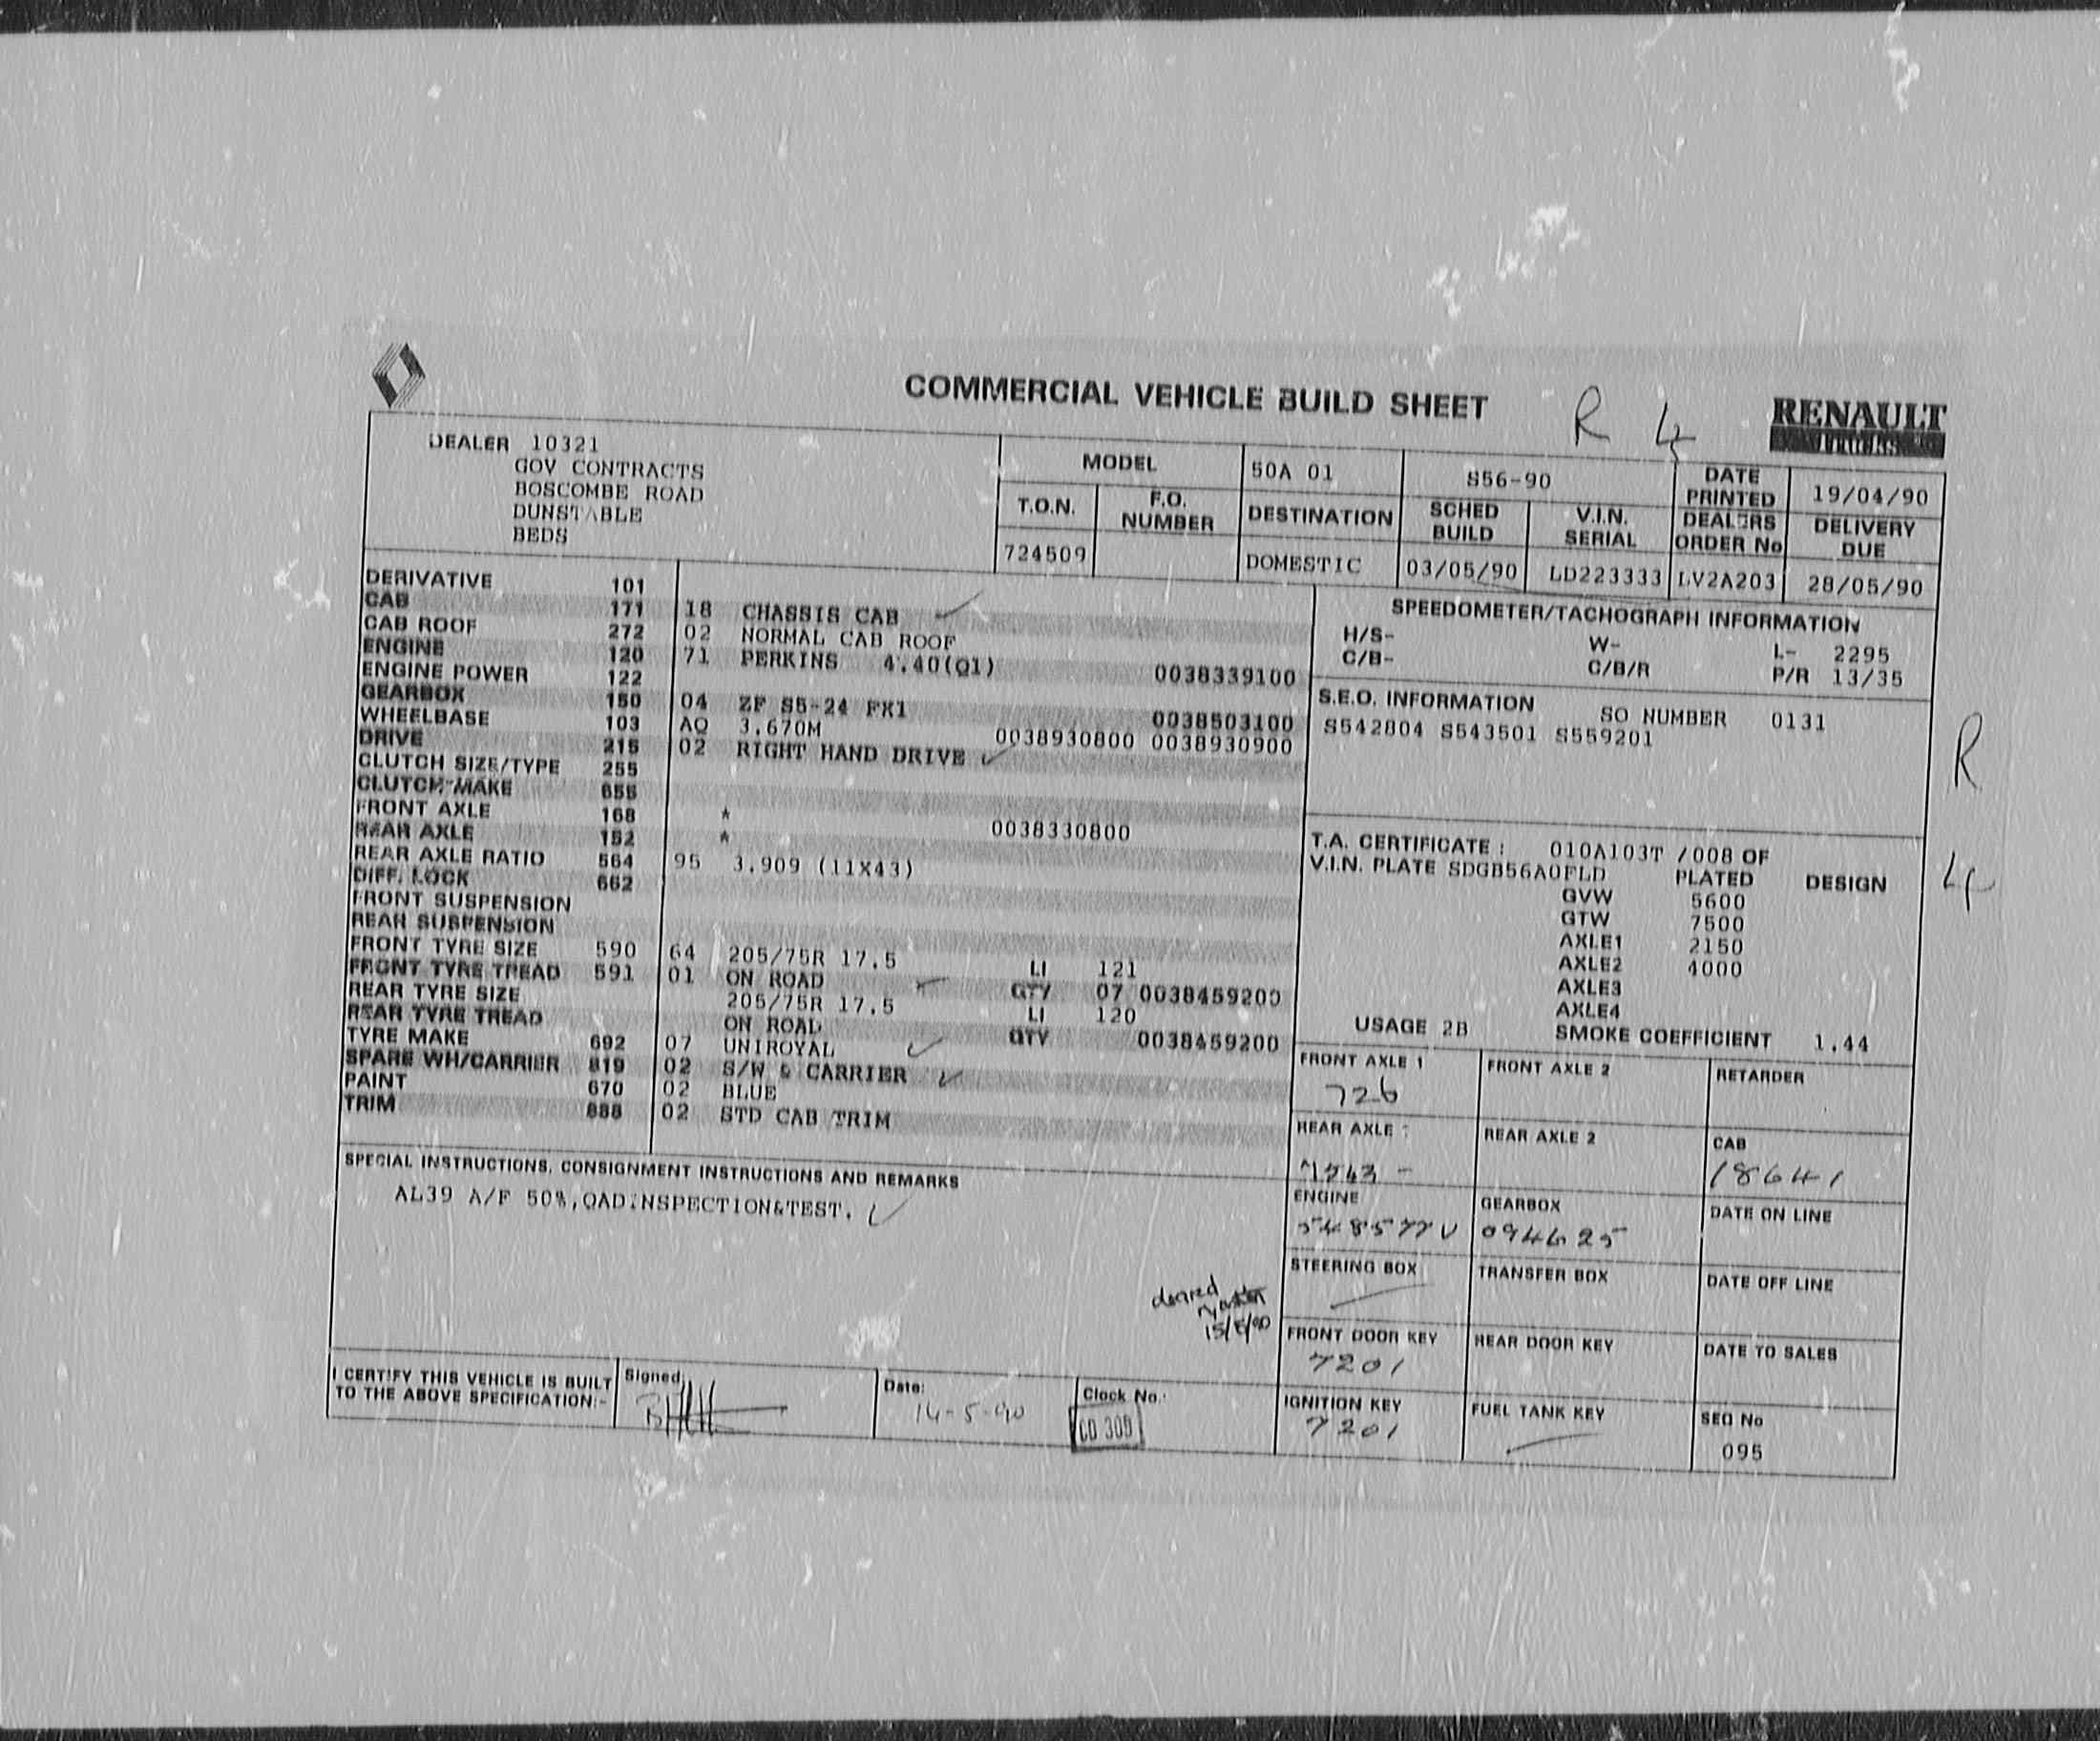 COMMERCIAL VEHICLE BUILD SHEET
R 4
RENAULT
TRUCKS
DEALER 10321
GOV CONTRACTS
BOSCOMBE ROAD
DUNSTABLE
BEDS
MODEL 50A 01 S56-90 DATE PRINTED 19/04/90
T.O.N. F.O. NUMBER DESTINATION SCHED BUILD V.I.N. SERIAL DEALERS ORDER No DELIVERY DUE
724509 DOMESTIC 03/05/90 LD223333 LV2A203 28/05/90
DERIVATIVE 101
CAB 171 18 CHASSIS CAB
CAB ROOF 272 02 NORMAL CAB ROOF
ENGINE 120 71 PERKINS 4.40(Q1) 0038339100
ENGINE POWER 122
GEARBOX 150 04 ZF S5-24 FX1 0038503100
WHEELBASE 103 AQ 3.670M 0038930800 0038930900
DRIVE 215 02 RIGHT HAND DRIVE
CLUTCH SIZE/TYPE 255
CLUTCH MAKE 655
FRONT AXLE 168 *
REAR AXLE 152 * 0038330800
REAR AXLE RATIO 564 95 3.909 (11X43)
DIFF. LOCK 662
FRONT SUSPENSION
REAR SUSPENSION
FRONT TYRE SIZE 590 64 205/75R 17.5 LI 121
FRONT TYRE TREAD 591 01 ON ROAD QTY 07 0038459200
REAR TYRE SIZE 205/75R 17.5 LI 120
REAR TYRE TREAD ON ROAD QTY 0038459200
TYRE MAKE 692 07 UNIROYAL
SPARE WH/CARRIER 819 02 S/W & CARRIER
PAINT 670 02 BLUE
TRIM 888 02 STD CAB TRIM
SPEEDOMETER/TACHOGRAPH INFORMATION
H/S- W- L- 2295
C/B- C/B/R P/R 13/35
S.E.O. INFORMATION SO NUMBER 0131
S542804 S543501 S559201
R
4
T.A. CERTIFICATE : 010A103T /008 OF
V.I.N. PLATE SDGB56A0FLD PLATED DESIGN
GVW 5600
GTW 7500
AXLE1 2150
AXLE2 4000
AXLE3
AXLE4
USAGE 2B SMOKE COEFFICIENT 1.44
FRONT AXLE 1 FRONT AXLE 2 RETARDER
726
REAR AXLE REAR AXLE 2 CAB
18641
ENGINE GEARBOX DATE ON LINE
094625
STEERING BOX TRANSFER BOX DATE OFF LINE
FRONT DOOR KEY REAR DOOR KEY DATE TO SALES
7201
IGNITION KEY FUEL TANK KEY SEQ No
7201 095
SPECIAL INSTRUCTIONS, CONSIGNMENT INSTRUCTIONS AND REMARKS
AL39 A/F 50%,QADINSPECTION&TEST.
15/5/90
I CERTIFY THIS VEHICLE IS BUILT
TO THE ABOVE SPECIFICATION:-
Signed
Date:
14-5-90
Clock No.:
CD 309